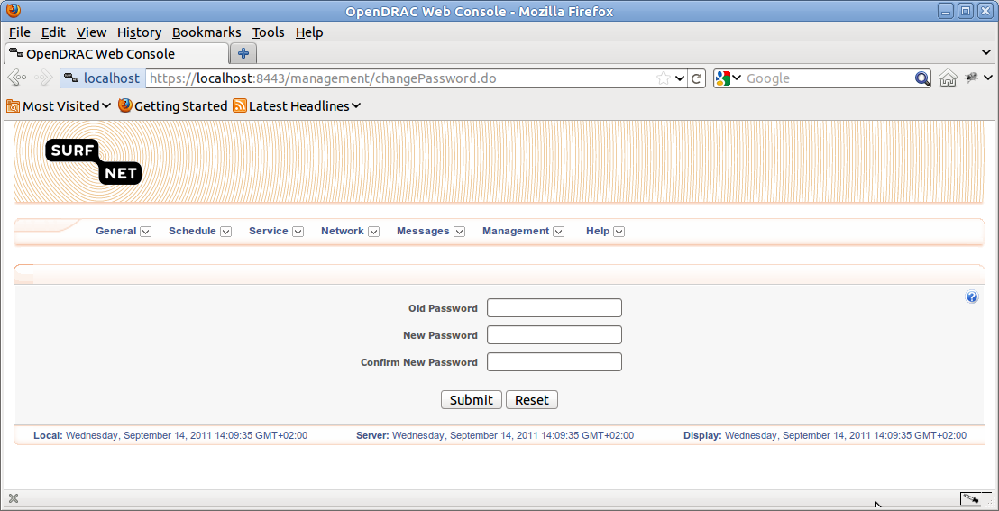 OpenDRAC Web Console - Mozilla Firefox
File Edit View History Bookmarks Tools Help
OpenDRAC Web Console
localhost https://localhost:8443/management/changePassword.do Google
Most Visited Getting Started Latest Headlines
SURF
NET
General Schedule Service Network Messages Management Help
Old Password
New Password
Confirm New Password
Submit Reset
Local: Wednesday, September 14, 2011 14:09:35 GMT+02:00 Server: Wednesday, September 14, 2011 14:09:35 GMT+02:00 Display: Wednesday, September 14, 2011 14:09:35 GMT+02:00